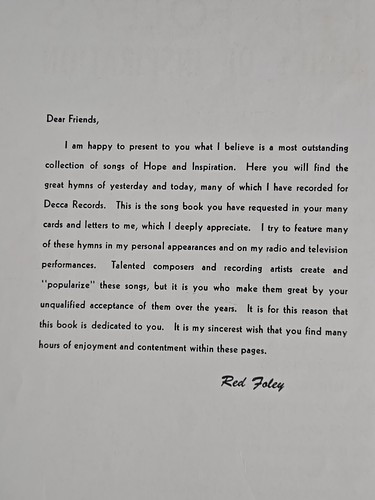 Dear Friends,
I am happy to present to you what I believe is a most outstanding
collection of songs of Hope and Inspiration. Here you will find the
great hymns of yesterday and today, many of which I have recorded for
Decca Records. This is the song book you have requested in your many
cards and letters to me, which I deeply appreciate. I try to feature many
of these hymns in my personal appearances and on my radio and television
performances. Talented composers and recording artists create and
"popularize" these songs, but it is you who make them great by your
unqualified acceptance of them over the years. It is for this reason that
this book is dedicated to you. It is my sincerest wish that you find many
hours of enjoyment and contentment within these pages.
Red Foley